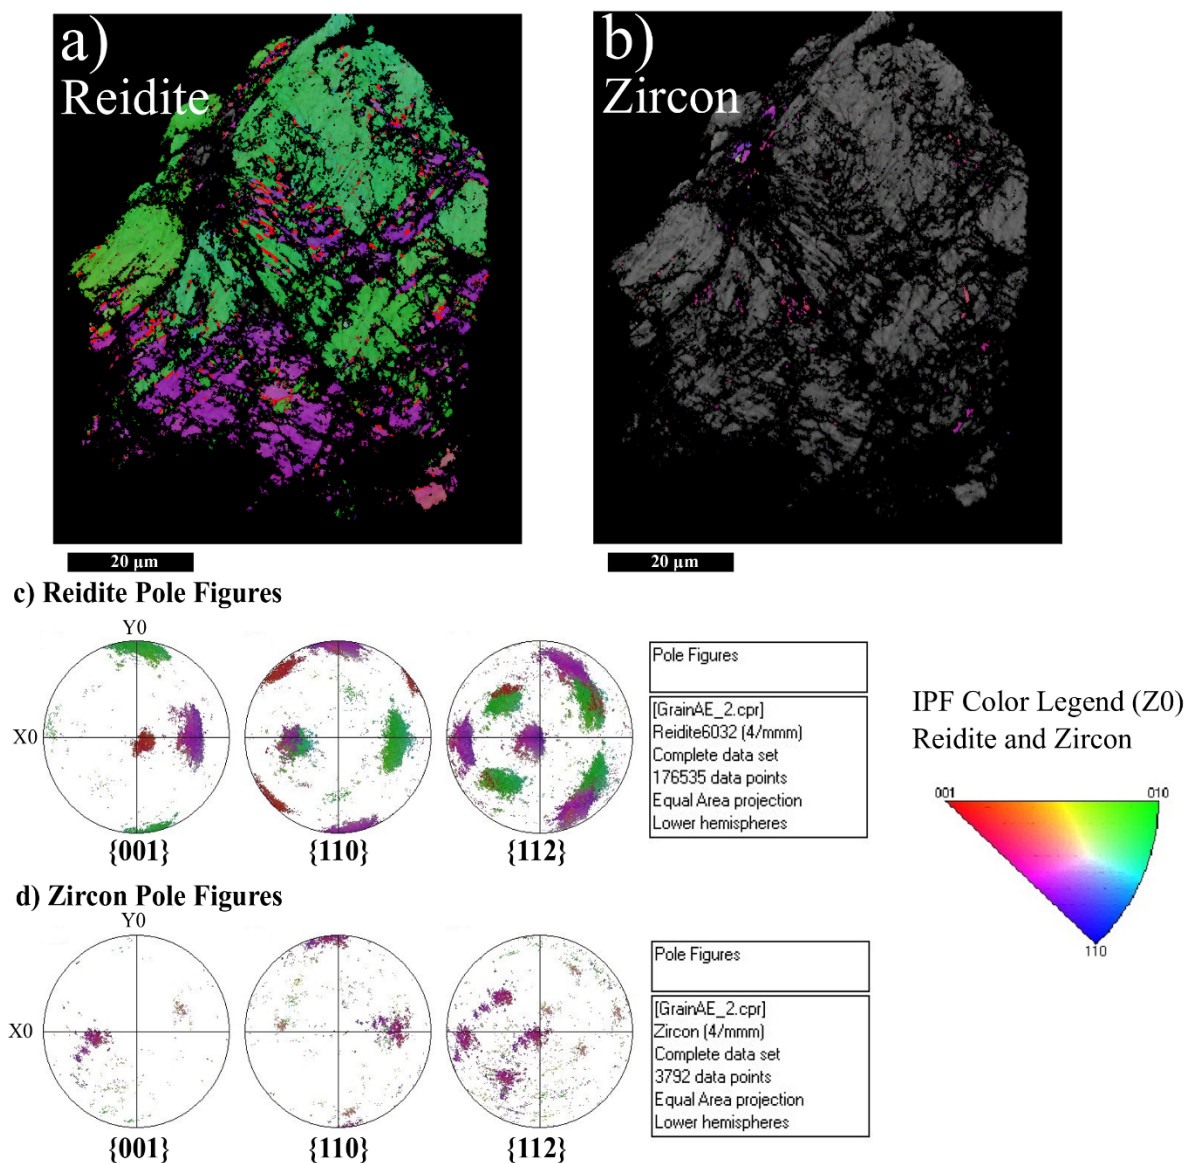 a)
Reidite
b)
Zircon
20 µm
20 µm
c) Reidite Pole Figures
Y0
X0
{001}
{110}
{112}
Pole Figures
[GrainAE_2.cpr]
Reidite6032 (4/mmm)
Complete data set
176535 data points
Equal Area projection
Lower hemispheres
IPF Color Legend (Z0)
Reidite and Zircon
001
010
110
d) Zircon Pole Figures
Y0
X0
{001}
{110}
{112}
Pole Figures
[GrainAE_2.cpr]
Zircon (4/mmm)
Complete data set
3792 data points
Equal Area projection
Lower hemispheres